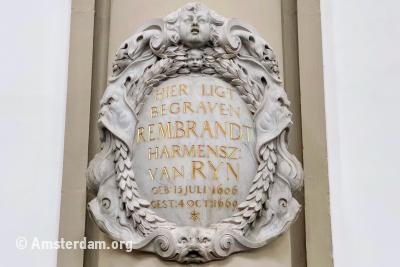 HIER LIGT
BEGRAVEN
REMBRANDT
HARMENSZ:
VAN RYN
GEB: 15 JULI 1606
GEST: 4 OCT: 1669
© Amsterdam.org